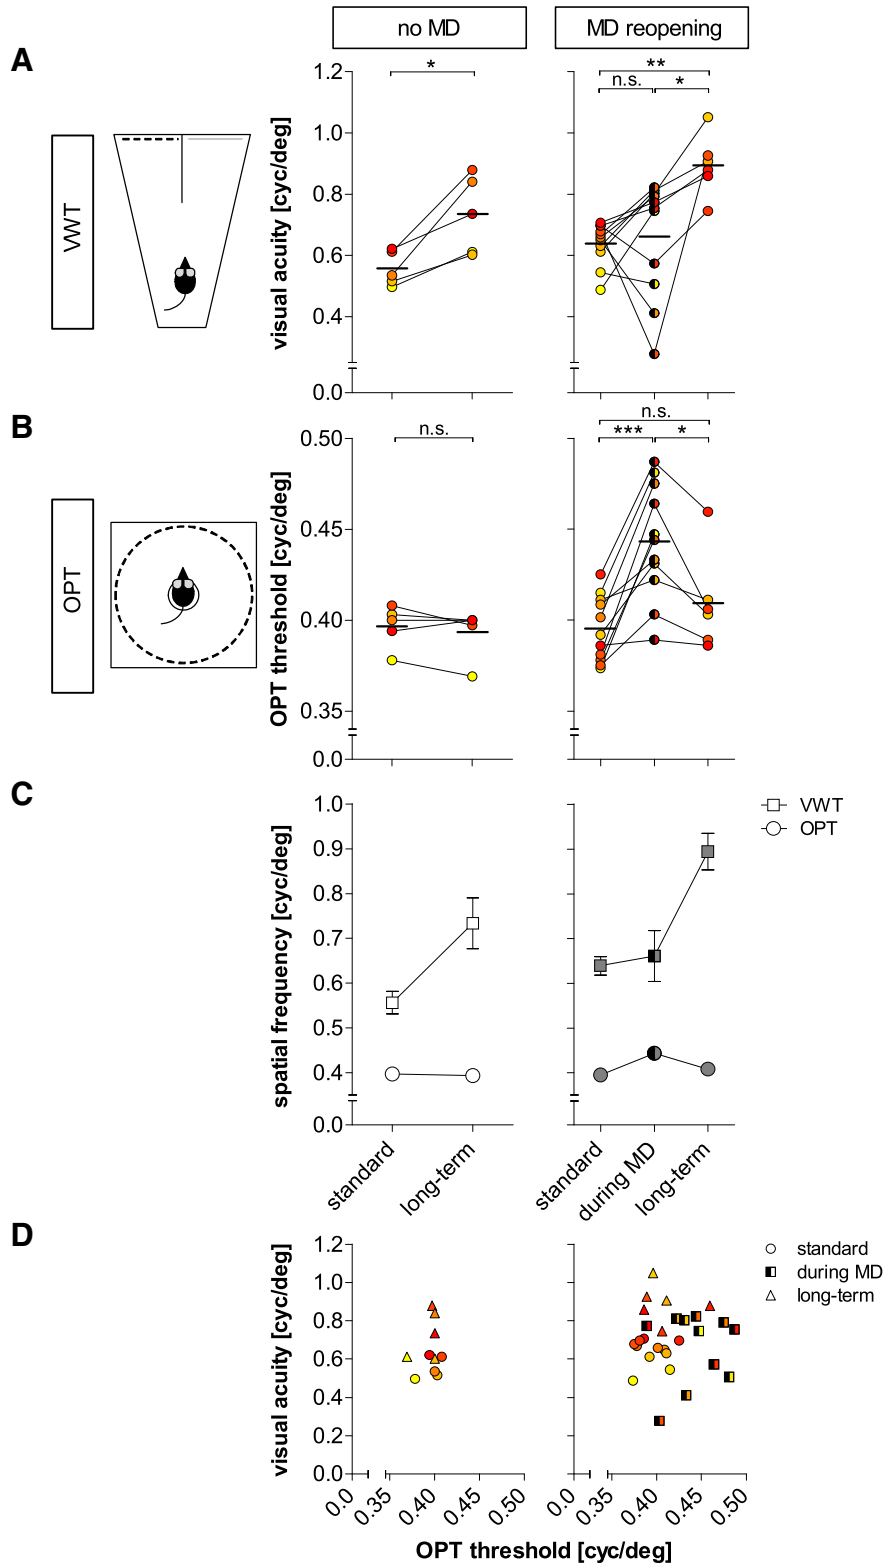 no MD
MD reopening
A
VWT
visual acuity [cyc/deg]
1.2
1.0
0.8
0.6
0.4
0.0
*
**
n.s.
*
B
OPT
OPT threshold [cyc/deg]
0.50
0.45
0.40
0.35
0.0
n.s.
n.s.
***
*
C
spatial frequency [cyc/deg]
1.0
0.9
0.8
0.7
0.6
0.5
0.4
0.0
VWT
OPT
standard
long-term
standard
during MD
long-term
D
visual acuity [cyc/deg]
1.2
1.0
0.8
0.6
0.4
0.2
0.0
standard
during MD
long-term
0.0
0.35
0.40
0.45
0.50
0.0
0.35
0.40
0.45
0.50
OPT threshold [cyc/deg]